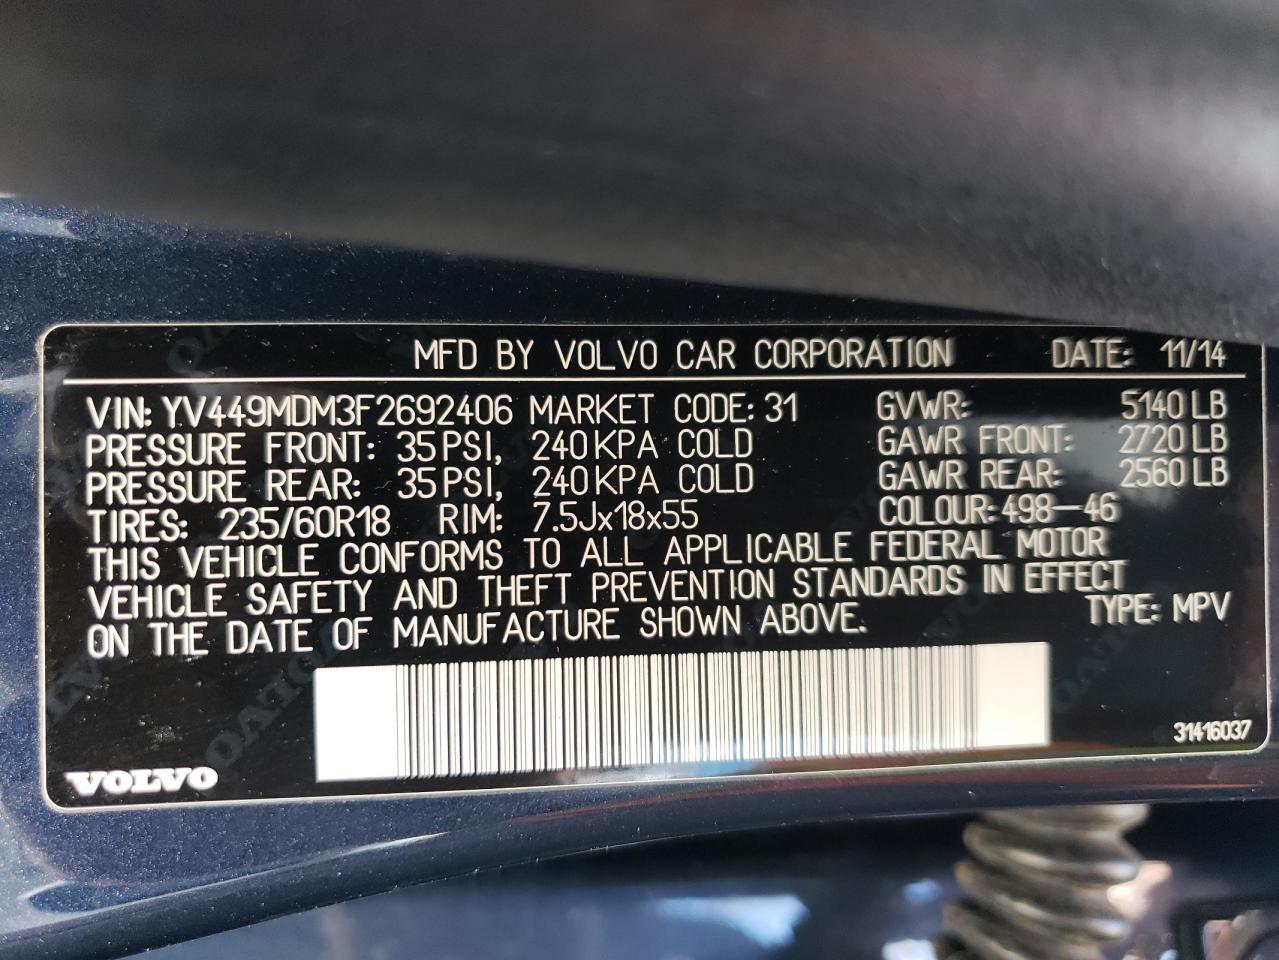 MFD BY VOLVO CAR CORPORATION DATE: 11/14
VIN: YV449MDM3F2692406 MARKET CODE: 31 GVWR: 5140 LB
PRESSURE FRONT: 35 PSI, 240 KPA COLD GAWR FRONT: 2720 LB
PRESSURE REAR: 35 PSI, 240 KPA COLD GAWR REAR: 2560 LB
TIRES: 235/60R18 RIM: 7.5Jx18x55 COLOUR: 498-46
THIS VEHICLE CONFORMS TO ALL APPLICABLE FEDERAL MOTOR
VEHICLE SAFETY AND THEFT PREVENTION STANDARDS IN EFFECT
ON THE DATE OF MANUFACTURE SHOWN ABOVE. TYPE: MPV
31416037
VOLVO